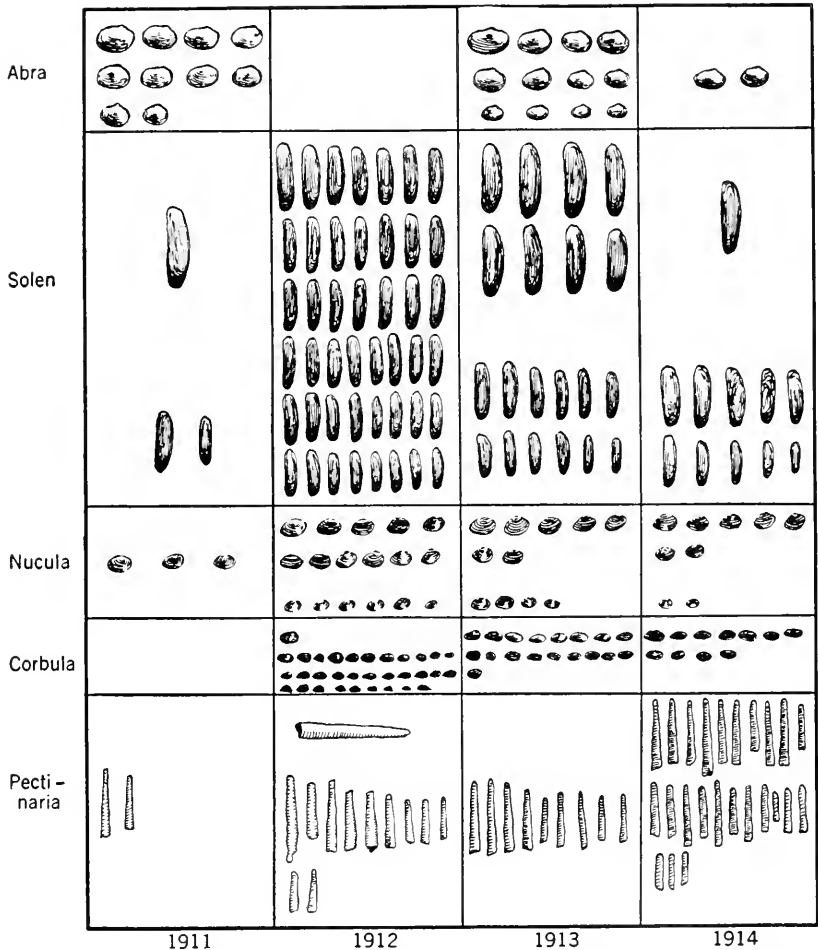 Abra
Solen
Nucula
Corbula
Pecti-
naria
1911 1912 1913 1914